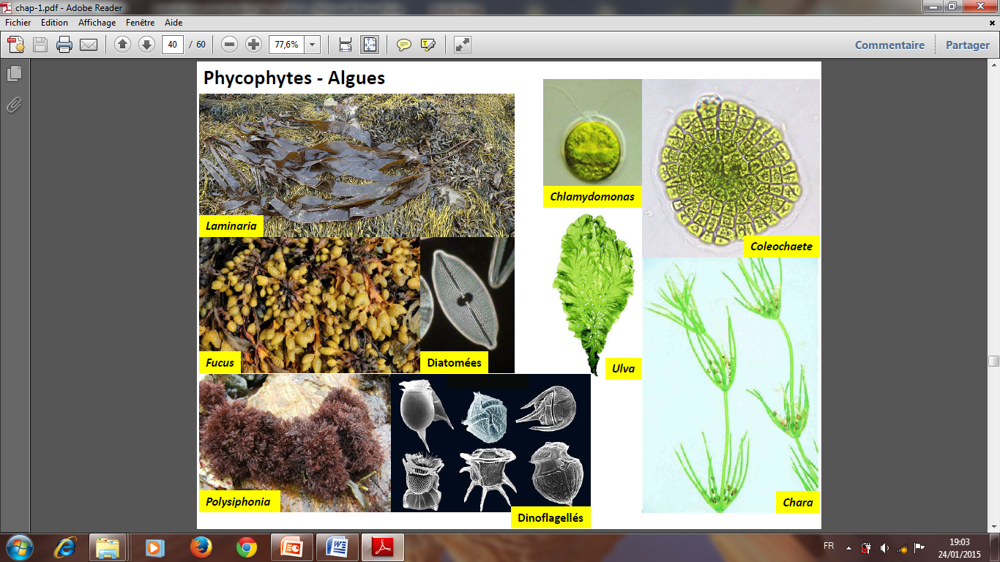 chap-1.pdf - Adobe Reader
Fichier Edition Affichage Fenêtre Aide
40 / 60 77,6% Commentaire Partager
Phycophytes - Algues
Laminaria
Chlamydomonas
Coleochaete
Fucus
Diatomées
Ulva
Polysiphonia
Dinoflagellés
Chara
FR
19:03
24/01/2015